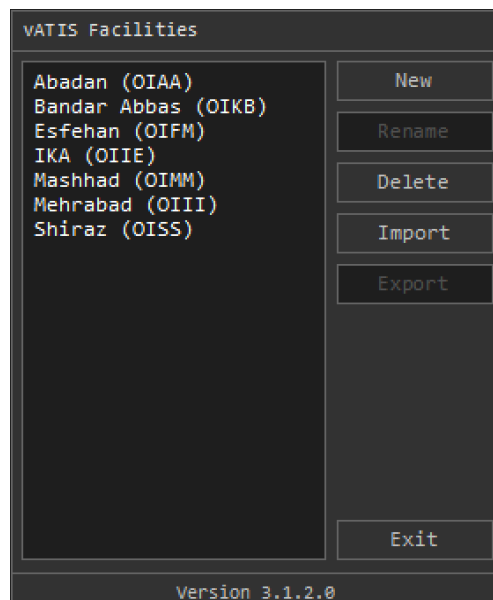 vATIS Facilities
Abadan (OIAA)
Bandar Abbas (OIKB)
Esfehan (OIFM)
IKA (OIIE)
Mashhad (OIMM)
Mehrabad (OIII)
Shiraz (OISS)
New
Rename
Delete
Import
Export
Exit
Version 3.1.2.0